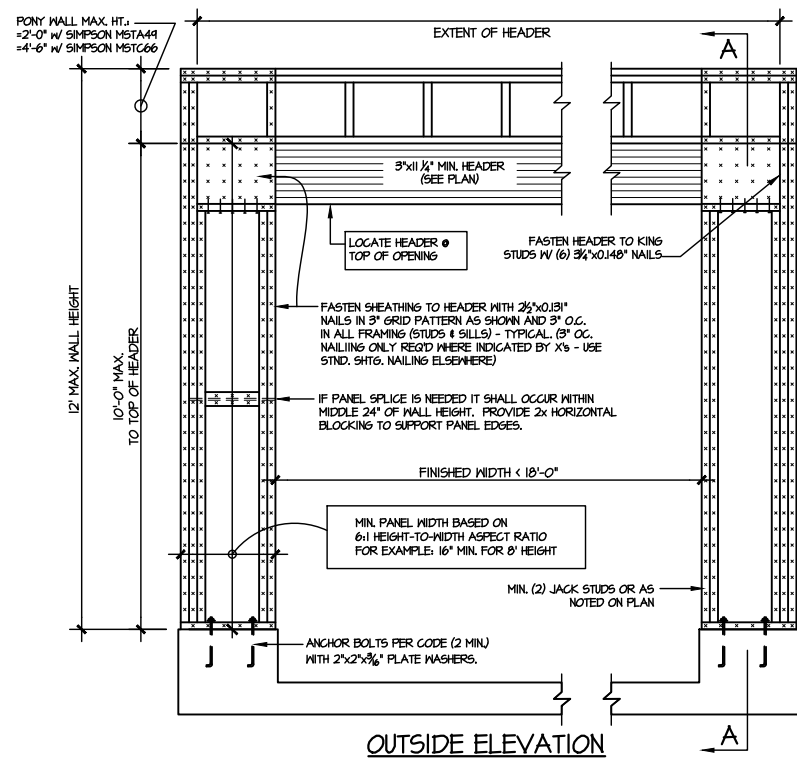 PONY WALL MAX. HT.:
=2'-0" W/ SIMPSON MSTA49
=4'-6" W/ SIMPSON MSTC66
EXTENT OF HEADER
A
3"x11 1/4" MIN. HEADER
(SEE PLAN)
LOCATE HEADER @
TOP OF OPENING
FASTEN HEADER TO KING
STUDS W/ (6) 3 1/4"x0.148" NAILS
FASTEN SHEATHING TO HEADER WITH 2 1/2"x0.131"
NAILS IN 3" GRID PATTERN AS SHOWN AND 3" O.C.
IN ALL FRAMING (STUDS & SILLS) - TYPICAL. (3" OC.
NAILING ONLY REQ'D WHERE INDICATED BY X's - USE
STND. SHTG. NAILING ELSEWHERE)
12' MAX. WALL HEIGHT
10'-0" MAX.
TO TOP OF HEADER
IF PANEL SPLICE IS NEEDED IT SHALL OCCUR WITHIN
MIDDLE 24" OF WALL HEIGHT. PROVIDE 2x HORIZONTAL
BLOCKING TO SUPPORT PANEL EDGES.
FINISHED WIDTH < 18'-0"
MIN. PANEL WIDTH BASED ON
6:1 HEIGHT-TO-WIDTH ASPECT RATIO
FOR EXAMPLE: 16" MIN. FOR 8' HEIGHT
MIN. (2) JACK STUDS OR AS
NOTED ON PLAN
ANCHOR BOLTS PER CODE (2 MIN.)
WITH 2"x2"x3/16" PLATE WASHERS.
A
OUTSIDE ELEVATION